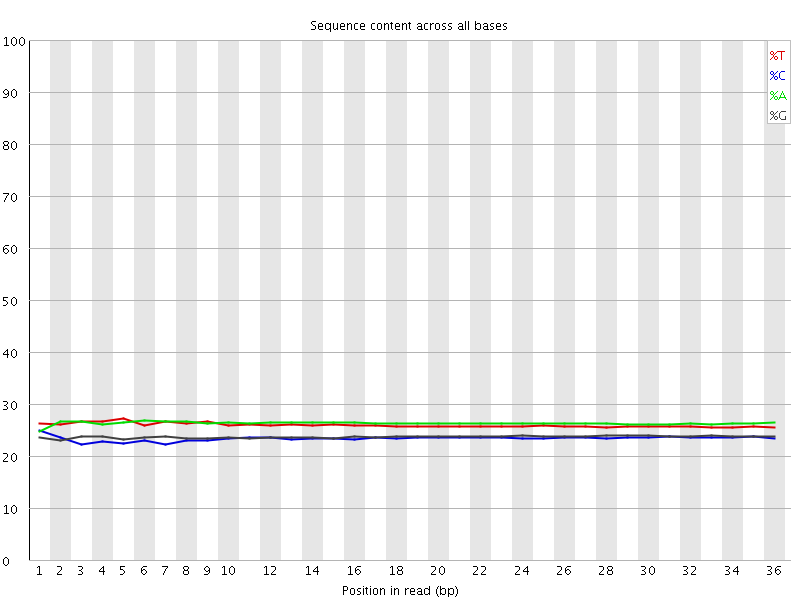 Sequence content across all bases
100
90
80
70
60
50
40
30
20
10
0
%T
%C
%A
%G
1 2 3 4 5 6 7 8 9 10 12 14 16 18 20 22 24 26 28 30 32 34 36
Position in read (bp)